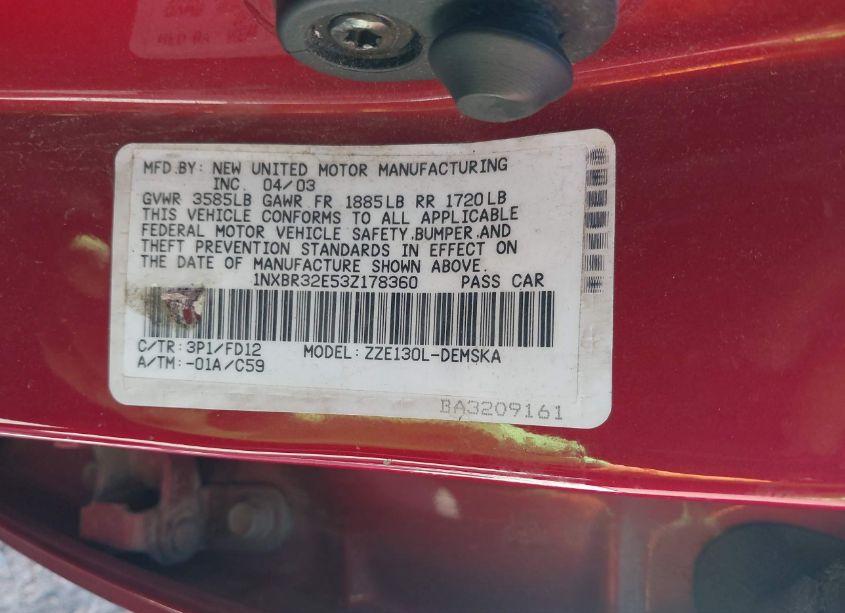 MFD.BY: NEW UNITED MOTOR MANUFACTURING
INC. 04/03
GVWR 3585LB GAWR FR 1885LB RR 1720LB
THIS VEHICLE CONFORMS TO ALL APPLICABLE
FEDERAL MOTOR VEHICLE SAFETY,BUMPER,AND
THEFT PREVENTION STANDARDS IN EFFECT ON
THE DATE OF MANUFACTURE SHOWN ABOVE.
1NXBR32E53Z178360 PASS CAR
C/TR: 3P1/FD12 MODEL: ZZE130L-DEMSKA
A/TM: -01A/C59
BA3209161